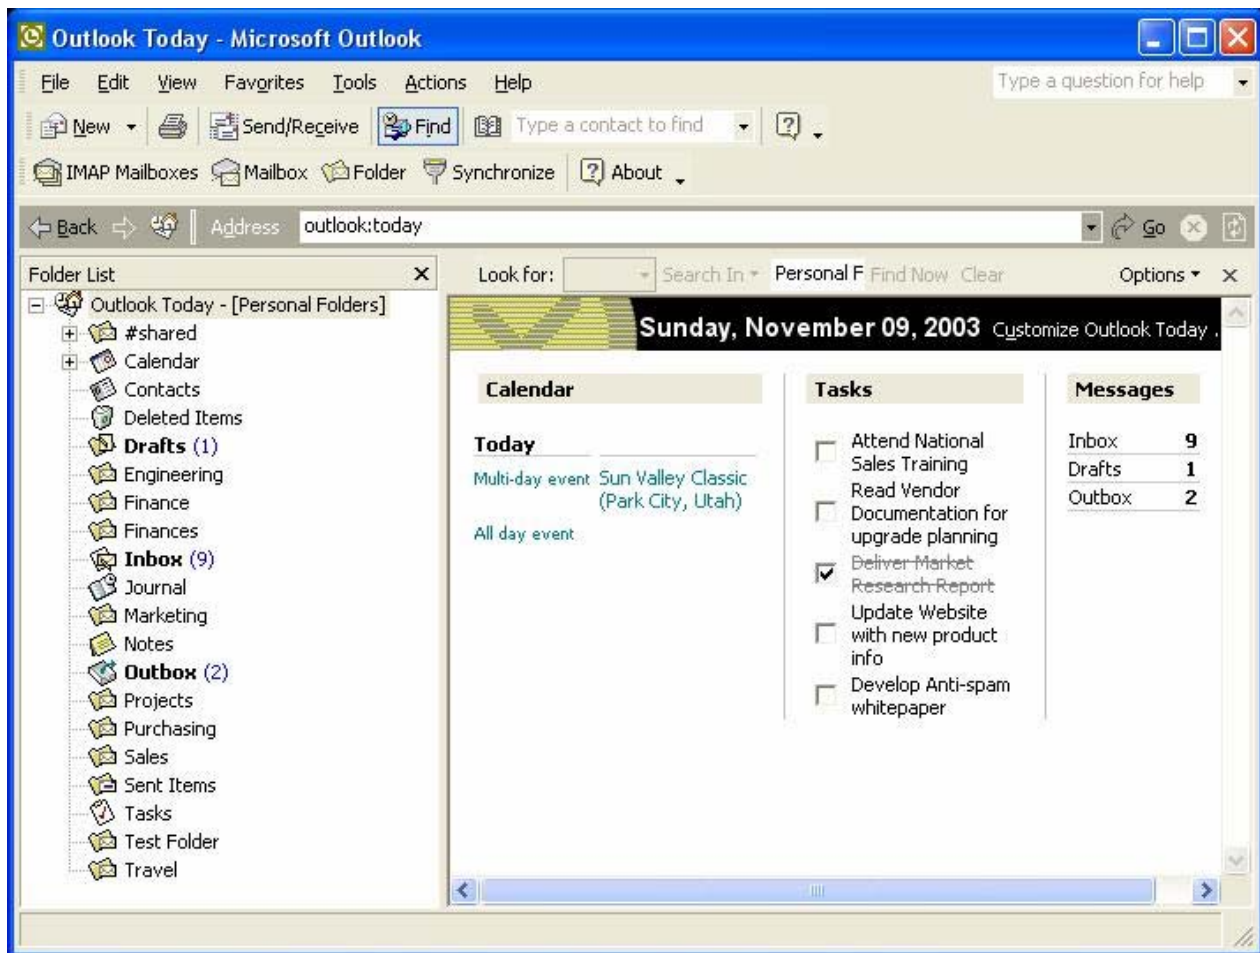 Outlook Today - Microsoft Outlook
File Edit View Favorites Tools Actions Help Type a question for help
New Send/Receive Find Type a contact to find
IMAP Mailboxes Mailbox Folder Synchronize About
Back Address outlook:today Go
Folder List
Look for: Search In Personal F Find Now Clear Options
Outlook Today - [Personal Folders]
#shared
Calendar
Contacts
Deleted Items
Drafts (1)
Engineering
Finance
Finances
Inbox (9)
Journal
Marketing
Notes
Outbox (2)
Projects
Purchasing
Sales
Sent Items
Tasks
Test Folder
Travel
Sunday, November 09, 2003 Customize Outlook Today .
Calendar
Today
Multi-day event Sun Valley Classic
(Park City, Utah)
All day event
Tasks
Attend National
Sales Training
Read Vendor
Documentation for
upgrade planning
Deliver Market
Research Report
Update Website
with new product
info
Develop Anti-spam
whitepaper
Messages
Inbox 9
Drafts 1
Outbox 2